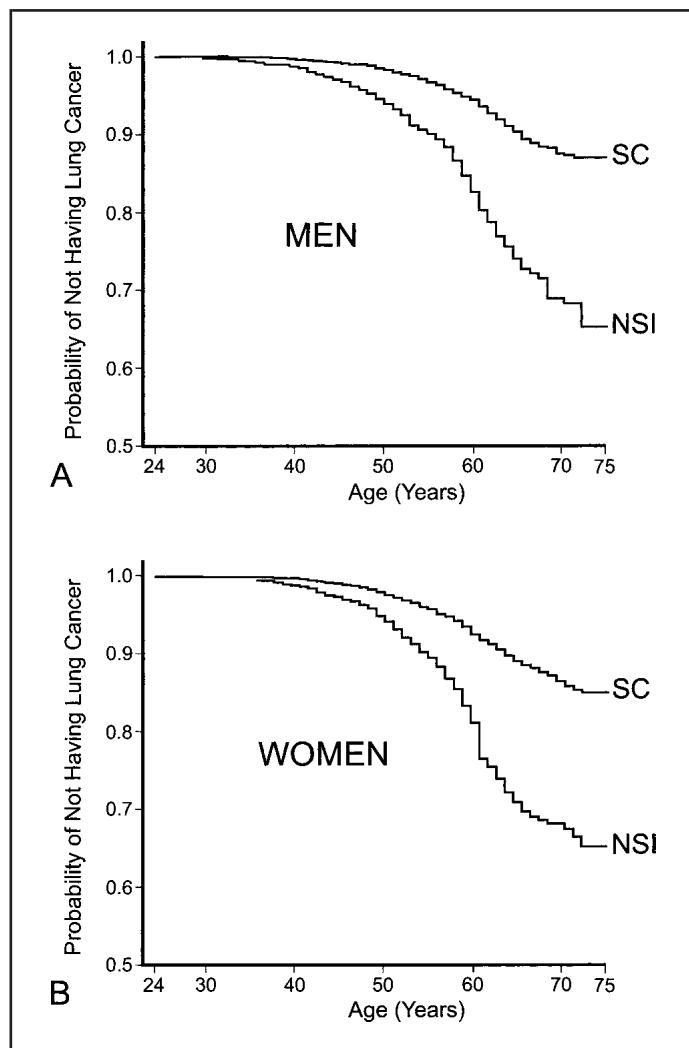 Probability of Not Having Lung Cancer
1.0
0.9
0.8
0.7
0.6
0.5
SC
MEN
NSI
24 30 40 50 60 70 75
Age (Years)
A
Probability of Not Having Lung Cancer
1.0
0.9
0.8
0.7
0.6
0.5
SC
WOMEN
NSI
24 30 40 50 60 70 75
Age (Years)
B